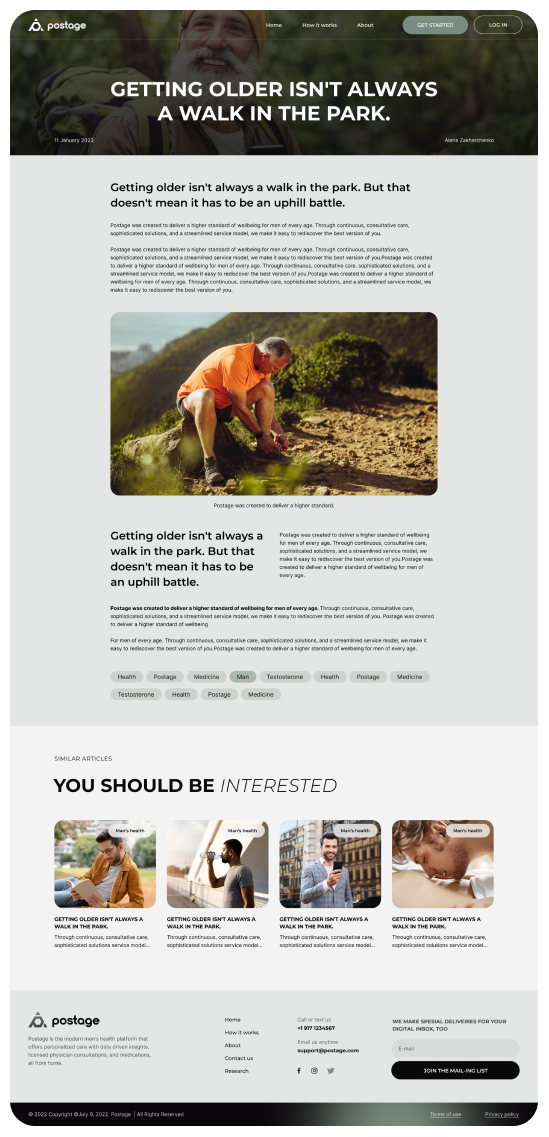 postage
Home How it works About GET STARTED LOG IN
GETTING OLDER ISN'T ALWAYS
A WALK IN THE PARK.
11 January 2023 Alena Zakharchenko
Getting older isn't always a walk in the park. But that
doesn't mean it has to be an uphill battle.
Postage was created to deliver a higher standard of wellbeing for men of every age. Through continuous, consultative care,
sophisticated solutions, and a streamlined service model, we make it easy to rediscover the best version of you.
Postage was created to deliver a higher standard of wellbeing for men of every age. Through continuous, consultative care,
sophisticated solutions, and a streamlined service model, we make it easy to rediscover the best version of you.Postage was created
to deliver a higher standard of wellbeing for men of every age. Through continuous, consultative care, sophisticated solutions, and a
streamlined service model, we make it easy to rediscover the best version of you.Postage was created to deliver a higher standard of
wellbeing for men of every age. Through continuous, consultative care, sophisticated solutions, and a streamlined service model, we
make it easy to rediscover the best version of you.
Postage was created to deliver a higher standard.
Getting older isn't always a
walk in the park. But that
doesn't mean it has to be
an uphill battle.
Postage was created to deliver a higher standard of wellbeing
for men of every age. Through continuous, consultative care,
sophisticated solutions, and a streamlined service model, we
make it easy to rediscover the best version of you.Postage was
created to deliver a higher standard of wellbeing for men of
every age.
Postage was created to deliver a higher standard of wellbeing for men of every age. Through continuous, consultative care,
sophisticated solutions, and a streamlined service model, we make it easy to rediscover the best version of you. Postage was created
to deliver a higher standard of wellbeing
For men of every age. Through continuous, consultative care, sophisticated solutions, and a streamlined service model, we make it
easy to rediscover the best version of you.Postage was created to deliver a higher standard of wellbeing for men of every age.
Health Postage Medicine Man Testosterone Health Postage Medicine
Testosterone Health Postage Medicine
SIMILAR ARTICLES
YOU SHOULD BE INTERESTED
Man's health Man's health Man's health Man's health
GETTING OLDER ISN'T ALWAYS A
WALK IN THE PARK.
Through continuous, consultative care,
sophisticated solutions service model...
GETTING OLDER ISN'T ALWAYS A
WALK IN THE PARK.
Through continuous, consultative care,
sophisticated solutions service model...
GETTING OLDER ISN'T ALWAYS A
WALK IN THE PARK.
Through continuous, consultative care,
sophisticated solutions service model...
GETTING OLDER ISN'T ALWAYS A
WALK IN THE PARK.
Through continuous, consultative care,
sophisticated solutions service model...
postage
Postage is the modern men's health platform that
offers personalized care with data driven insights,
licensed physician consultations, and medications,
all from home.
Home
How it works
About
Contact us
Research
Call or text us
+1 917 1234567
Email us anytime
support@postage.com
WE MAKE SPESIAL DELIVERIES FOR YOUR
DIGITAL INBOX, TOO
E-mail
JOIN THE MAIL-ING LIST
© 2022 Copyright ©July 9, 2022. Postage | All Rights Reserved
Terms of use Privacy policy